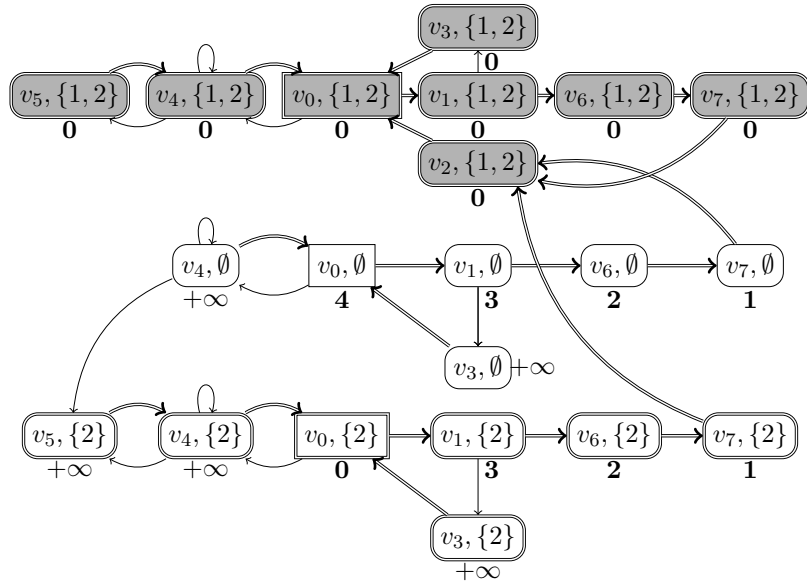 v3, {1, 2}
0
v5, {1, 2} v4, {1, 2} v0, {1, 2} v1, {1, 2} v6, {1, 2} v7, {1, 2}
0 0 0 0 0 0
v2, {1, 2}
0
v4, ∅ v0, ∅ v1, ∅ v6, ∅ v7, ∅
+∞ 4 3 2 1
v3, ∅ +∞
v5, {2} v4, {2} v0, {2} v1, {2} v6, {2} v7, {2}
+∞ +∞ 0 3 2 1
v3, {2}
+∞